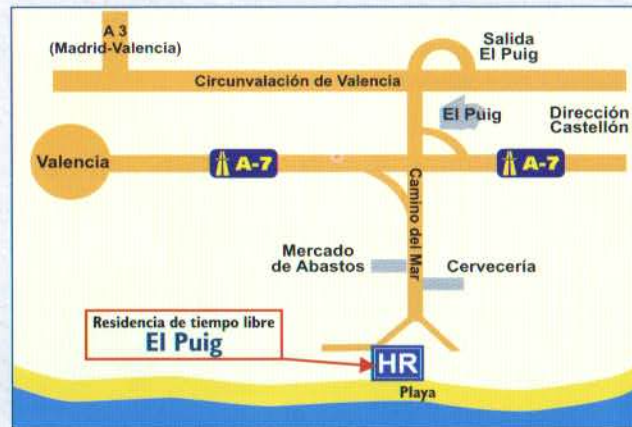 A 3
(Madrid-Valencia)
Salida
El Puig
Circunvalación de Valencia
El Puig
Dirección
Castellón
Valencia
A-7
A-7
Camino del Mar
Mercado
de Abastos
Cervecería
Residencia de tiempo libre
El Puig
HR
Playa